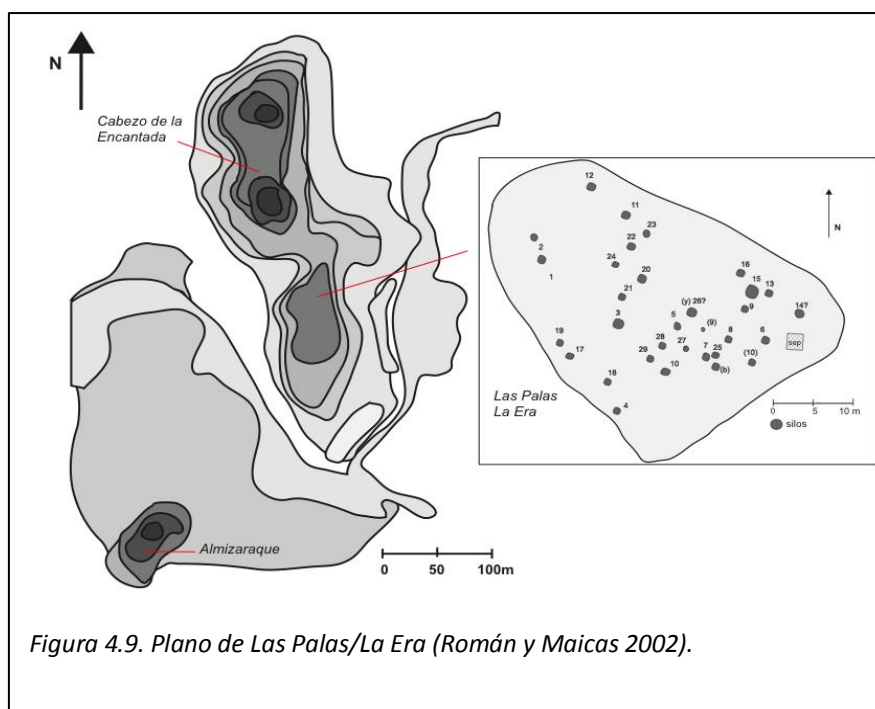 N
Cabezo de la
Encantada
Almizaraque
0 50 100m
N
12
11
23
2
22
1
24
20
16
15
13
21
(y) 26?
9
14?
3
5
(9)
19
28
27
8
6
sep
17
29
7
25
(10)
10
(b)
18
4
Las Palas
La Era
0 5 10 m
silos
Figura 4.9. Plano de Las Palas/La Era (Román y Maicas 2002).